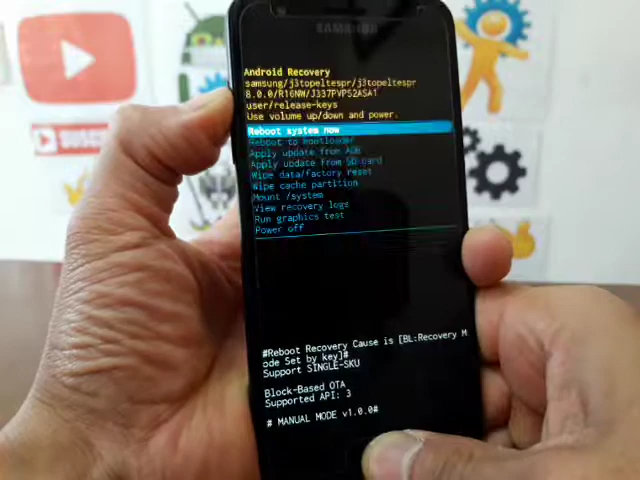 SAMSUNG
Android Recovery
samsung/j3topeltespr/j3topeltespr
8.0.0/R16NW/J337PVPS2ASA1
user/release-keys
Use volume up/down and power.
Reboot system now
Reboot to bootloader
Apply update from ADB
Apply update from SD card
Wipe data/factory reset
Wipe cache partition
Mount /system
View recovery logs
Run graphics test
Power off
#Reboot Recovery Cause is [BL:Recovery M
ode Set by key]#
Support SINGLE-SKU
Block-Based OTA
Supported API: 3
# MANUAL MODE v1.0.0#